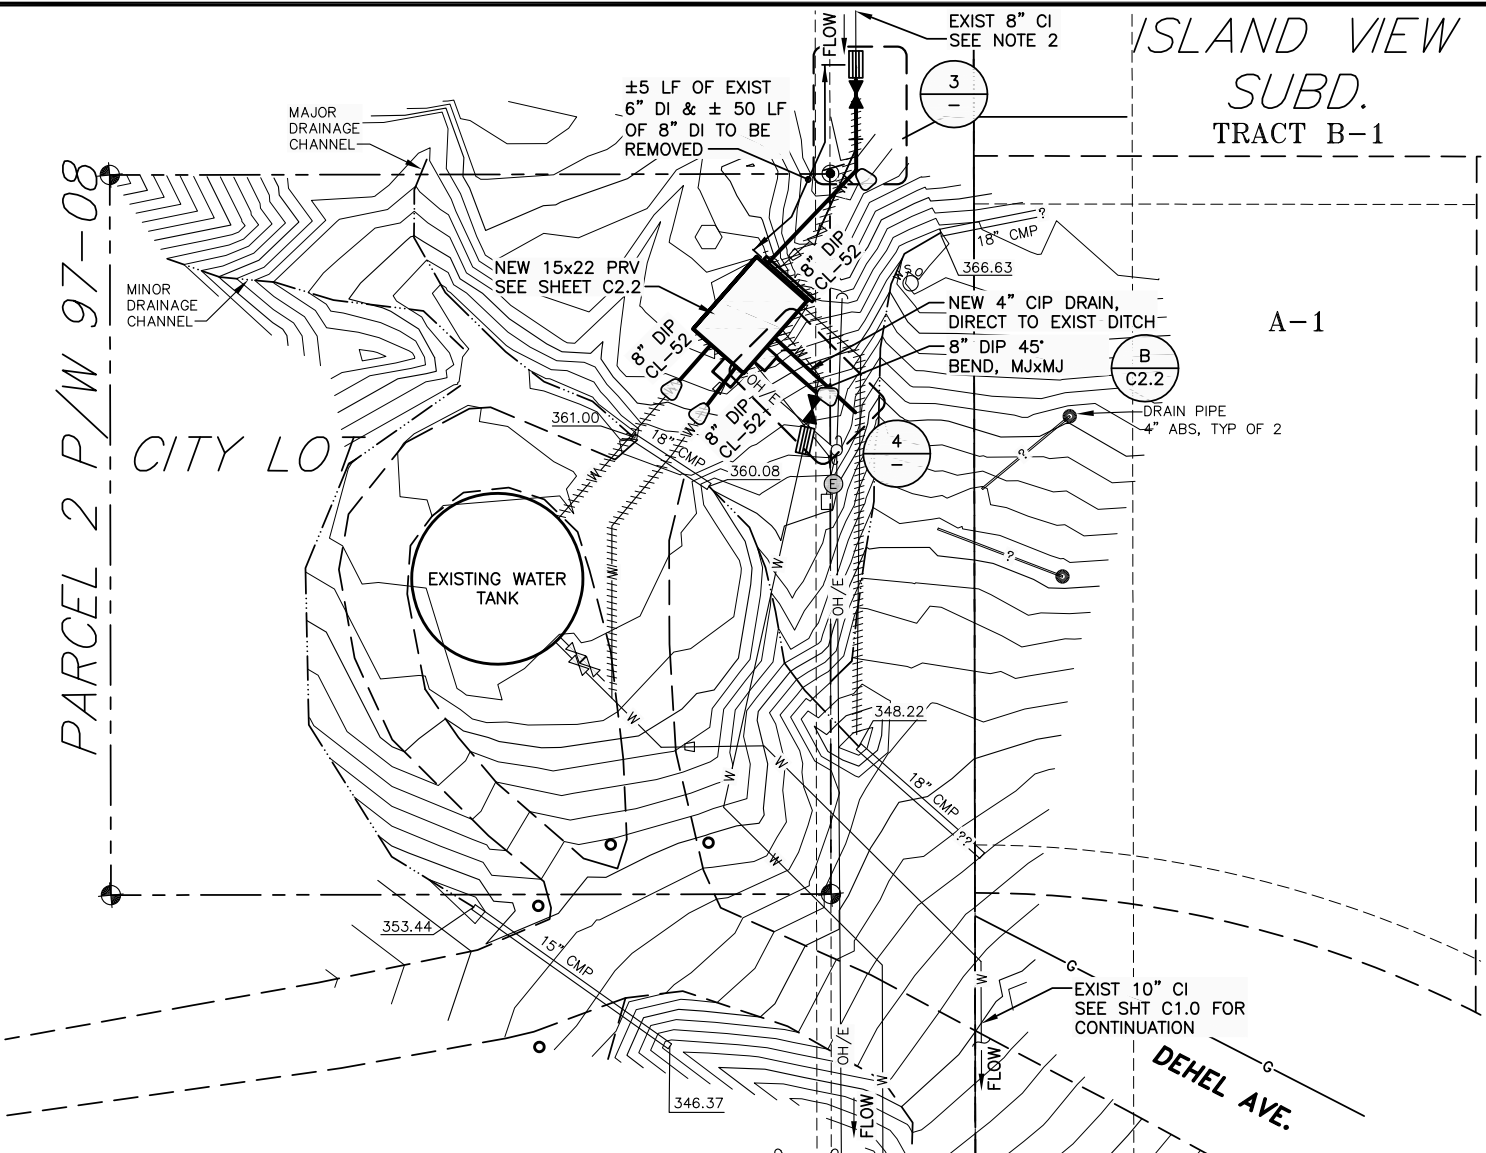 EXIST 8" CI
SEE NOTE 2
FLOW
ISLAND VIEW
SUBD.
TRACT B-1
3
-
±5 LF OF EXIST
6" DI & ± 50 LF
OF 8" DI TO BE
REMOVED
MAJOR
DRAINAGE
CHANNEL
PARCEL 2 P/W 97-08
18" CMP
?
366.63
W
S
O
8" DIP
CL-52
NEW 15x22 PRV
SEE SHEET C2.2
MINOR
DRAINAGE
CHANNEL
NEW 4" CIP DRAIN,
DIRECT TO EXIST DITCH
A-1
8" DIP 45°
BEND, MJxMJ
B
C2.2
8" DIP
CL-52
OH/E
W
8" DIP
CL-52
DRAIN PIPE
4" ABS, TYP OF 2
361.00
18" CMP
360.08
4
-
CITY LOT
W
W
?
E
EXISTING WATER
TANK
W
W
?
OH/E
W
348.22
W
W
18" CMP
??
W
353.44
15" CMP
G
W
EXIST 10" CI
SEE SHT C1.0 FOR
CONTINUATION
OH/E
FLOW
DEHEL AVE.
G
W
346.37
FLOW